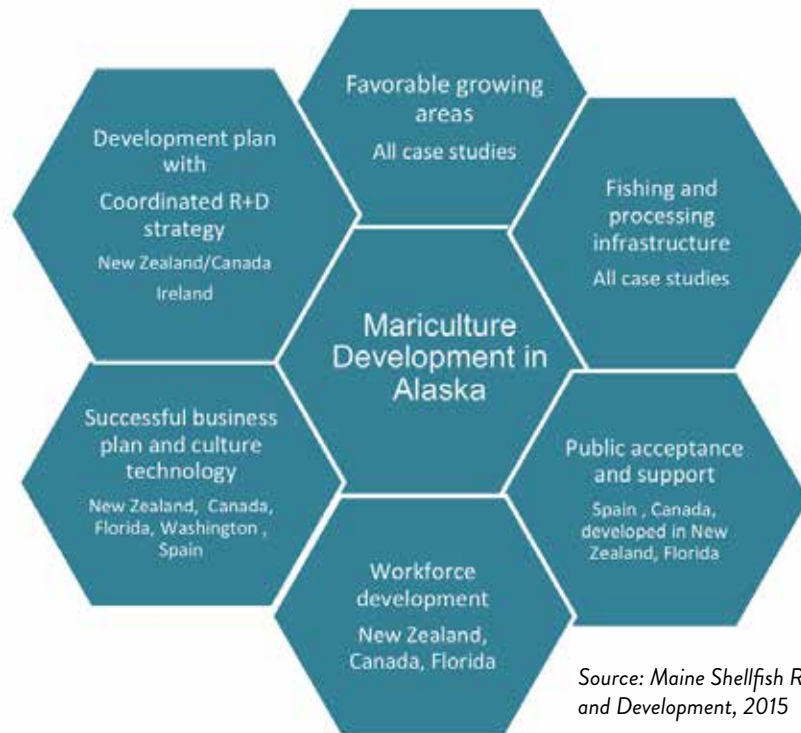 Favorable growing
areas
All case studies
Development plan
with
Coordinated R+D
strategy
New Zealand/Canada
Ireland
Fishing and
processing
infrastructure
All case studies
Mariculture
Development in
Alaska
Successful business
plan and culture
technology
New Zealand, Canada,
Florida, Washington ,
Spain
Public acceptance
and support
Spain , Canada,
developed in New
Zealand, Florida
Workforce
development
New Zealand,
Canada, Florida
Source: Maine Shellfish R
and Development, 2015